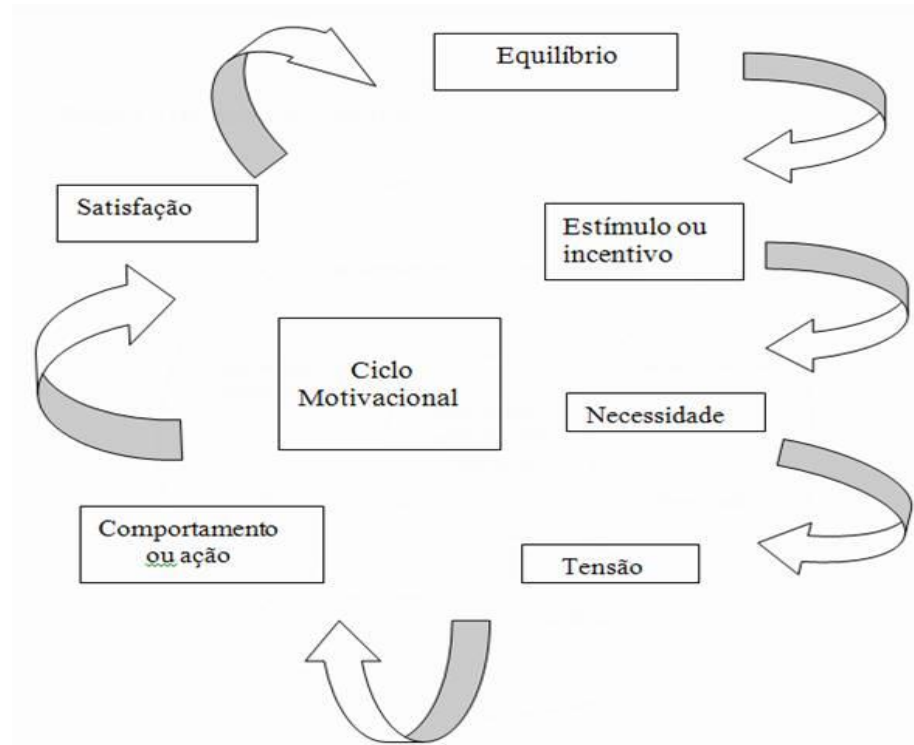 Equilíbrio
Satisfação
Estímulo ou
incentivo
Ciclo
Motivacional
Necessidade
Comportamento
ou ação
Tensão